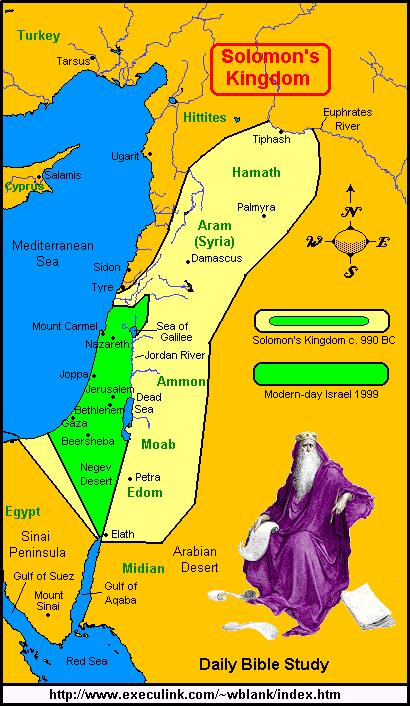 Turkey
Tarsus
Solomon's
Kingdom
Hittites
Euphrates
River
Tiphash
Ugarit
Hamath
Salamis
Cyprus
Palmyra
Aram
(Syria)
N
W
E
S
Mediterranean
Sea
Damascus
Sidon
Tyre
Mount Carmel
Sea of
Galilee
Nazareth
Solomon's Kingdom c. 990 BC
Jordan River
Joppa
Ammon
Jerusalem
Modern-day Israel 1999
Bethlehem
Dead
Sea
Gaza
Beersheba
Moab
Negev
Desert
Petra
Edom
Egypt
Elath
Sinai
Peninsula
Arabian
Desert
Midian
Gulf of Suez
Gulf of
Aqaba
Mount
Sinai
Red Sea
Daily Bible Study
http://www.execulink.com/~wblank/index.htm